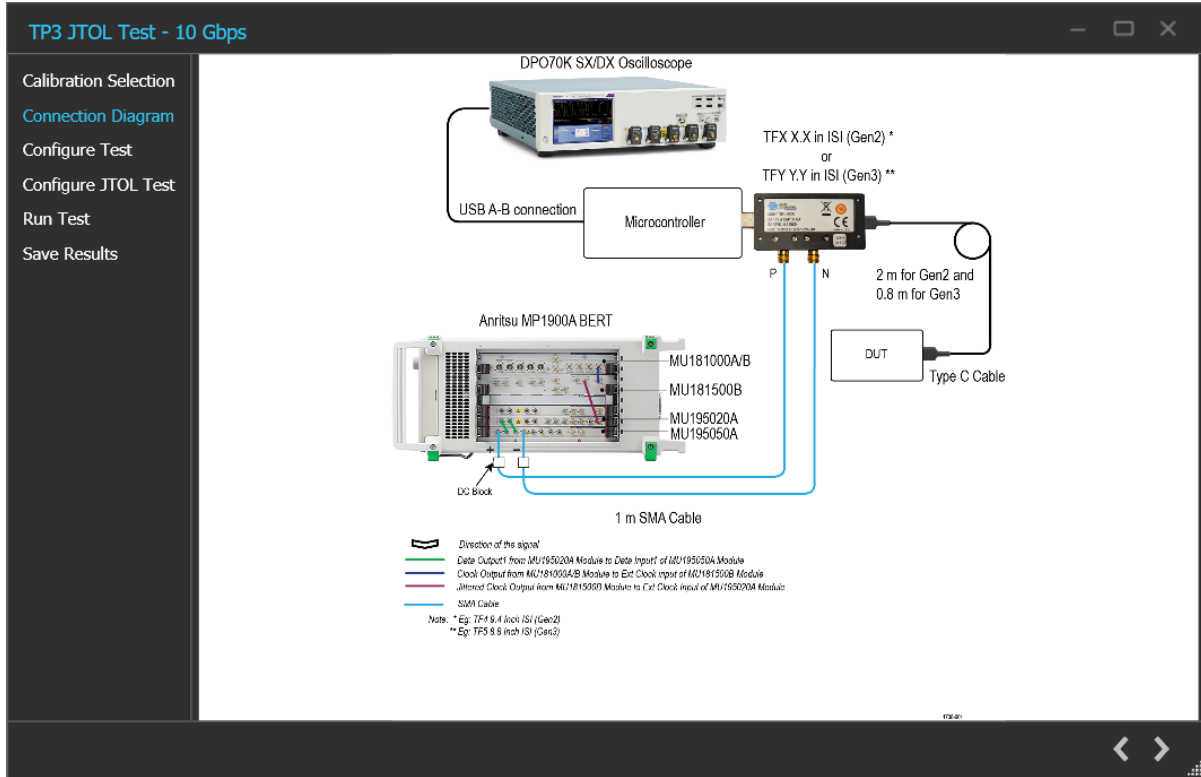 TP3 JTOL Test - 10 Gbps
Calibration Selection
Connection Diagram
Configure Test
Configure JTOL Test
Run Test
Save Results
DPO70K SX/DX Oscilloscope
TFX X.X in ISI (Gen2) *
or
TFY Y.Y in ISI (Gen3) **
USB A-B connection
Microcontroller
P
N
2 m for Gen2 and
0.8 m for Gen3
DUT
Type C Cable
Anritsu MP1900A BERT
MU181000A/B
MU181500B
MU195020A
MU195050A
+
−
DC Block
1 m SMA Cable
Direction of the signal
Data Output1 from MU195020A Module to Data Input1 of MU195050A Module
Clock Output from MU181000A/B Module to Ext Clock input of MU181500B Module
Jittered Clock Output from MU181500B Module to Ext Clock input of MU195020A Module
SMA Cable
Note: * Eg: TF4 9.4 Inch ISI (Gen2)
** Eg: TF5 8.8 Inch ISI (Gen3)
1738-001